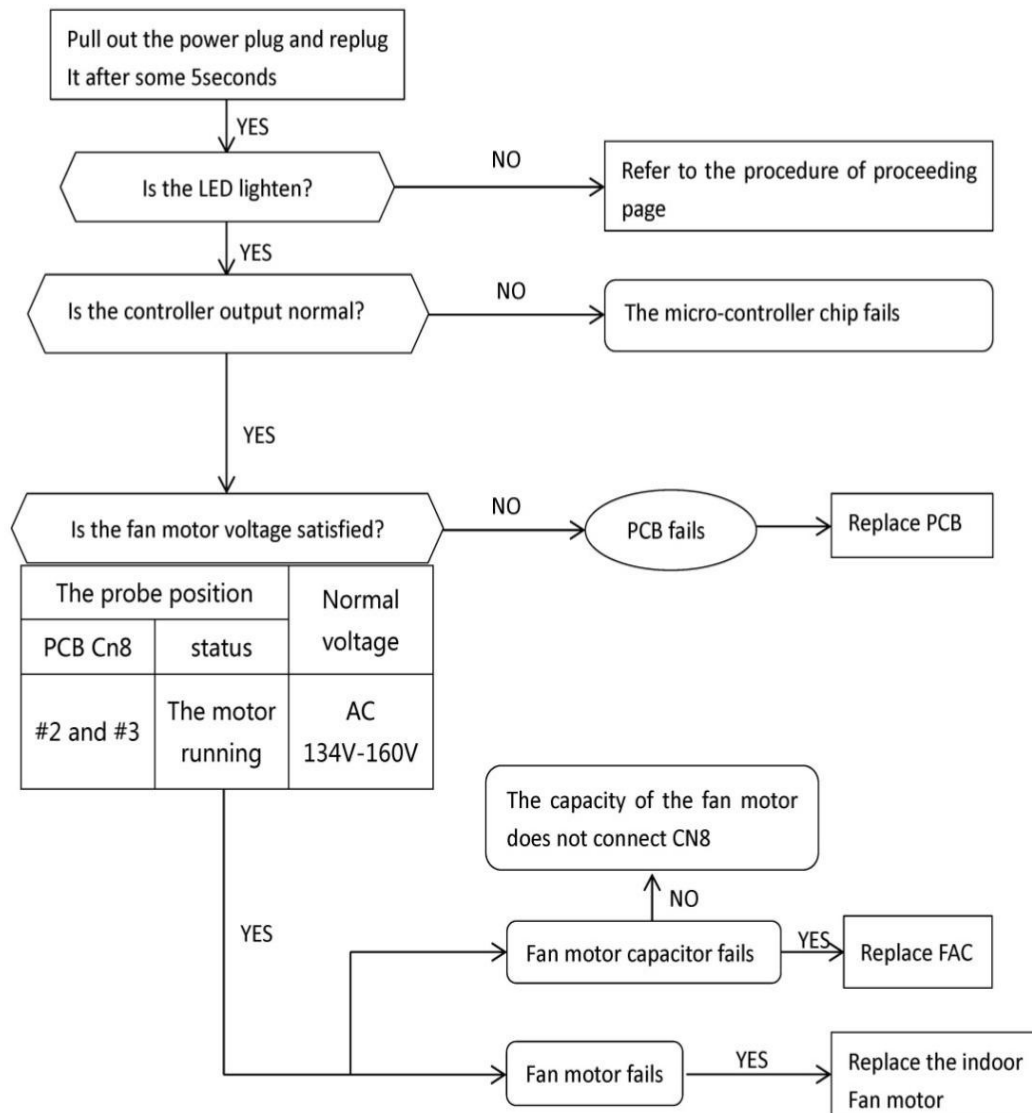 Pull out the power plug and replug
It after some 5seconds
YES
Is the LED lighten?
NO
Refer to the procedure of proceeding
page
YES
Is the controller output normal?
NO
The micro-controller chip fails
YES
Is the fan motor voltage satisfied?
NO
PCB fails
Replace PCB
The probe position
Normal
voltage
PCB Cn8
status
#2 and #3
The motor
running
AC
134V-160V
The capacity of the fan motor
does not connect CN8
NO
YES
Fan motor capacitor fails
YES
Replace FAC
Fan motor fails
YES
Replace the indoor
Fan motor